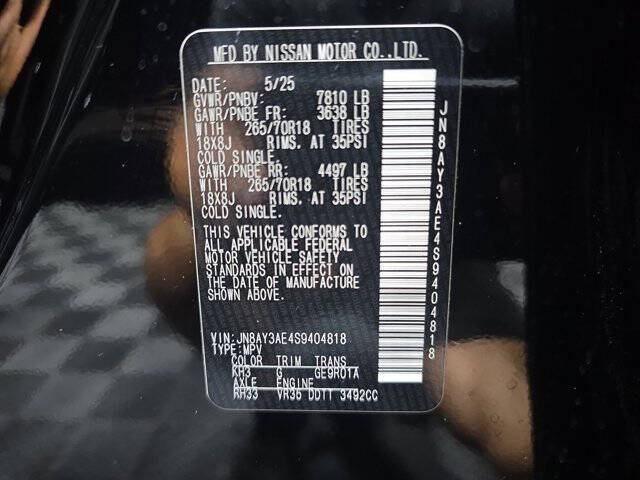 MFD BY NISSAN MOTOR CO.,LTD.
DATE: 5/25
GVWR/PNBV: 7810 LB
GAWR/PNBE FR: 3638 LB
WITH 265/70R18 TIRES
18X8J RIMS. AT 35PSI
COLD SINGLE.
GAWR/PNBE RR: 4497 LB
WITH 265/70R18 TIRES
18X8J RIMS. AT 35PSI
COLD SINGLE.
THIS VEHICLE CONFORMS TO
ALL APPLICABLE FEDERAL
MOTOR VEHICLE SAFETY
STANDARDS IN EFFECT ON
THE DATE OF MANUFACTURE
SHOWN ABOVE.
VIN:JN8AY3AE4S9404818
TYPE:MPV
COLOR TRIM TRANS
KH3 G GE9R01A
AXLE ENGINE
RH33 VR35 DDTT 3492CC
JN8AY3AE4S9404818